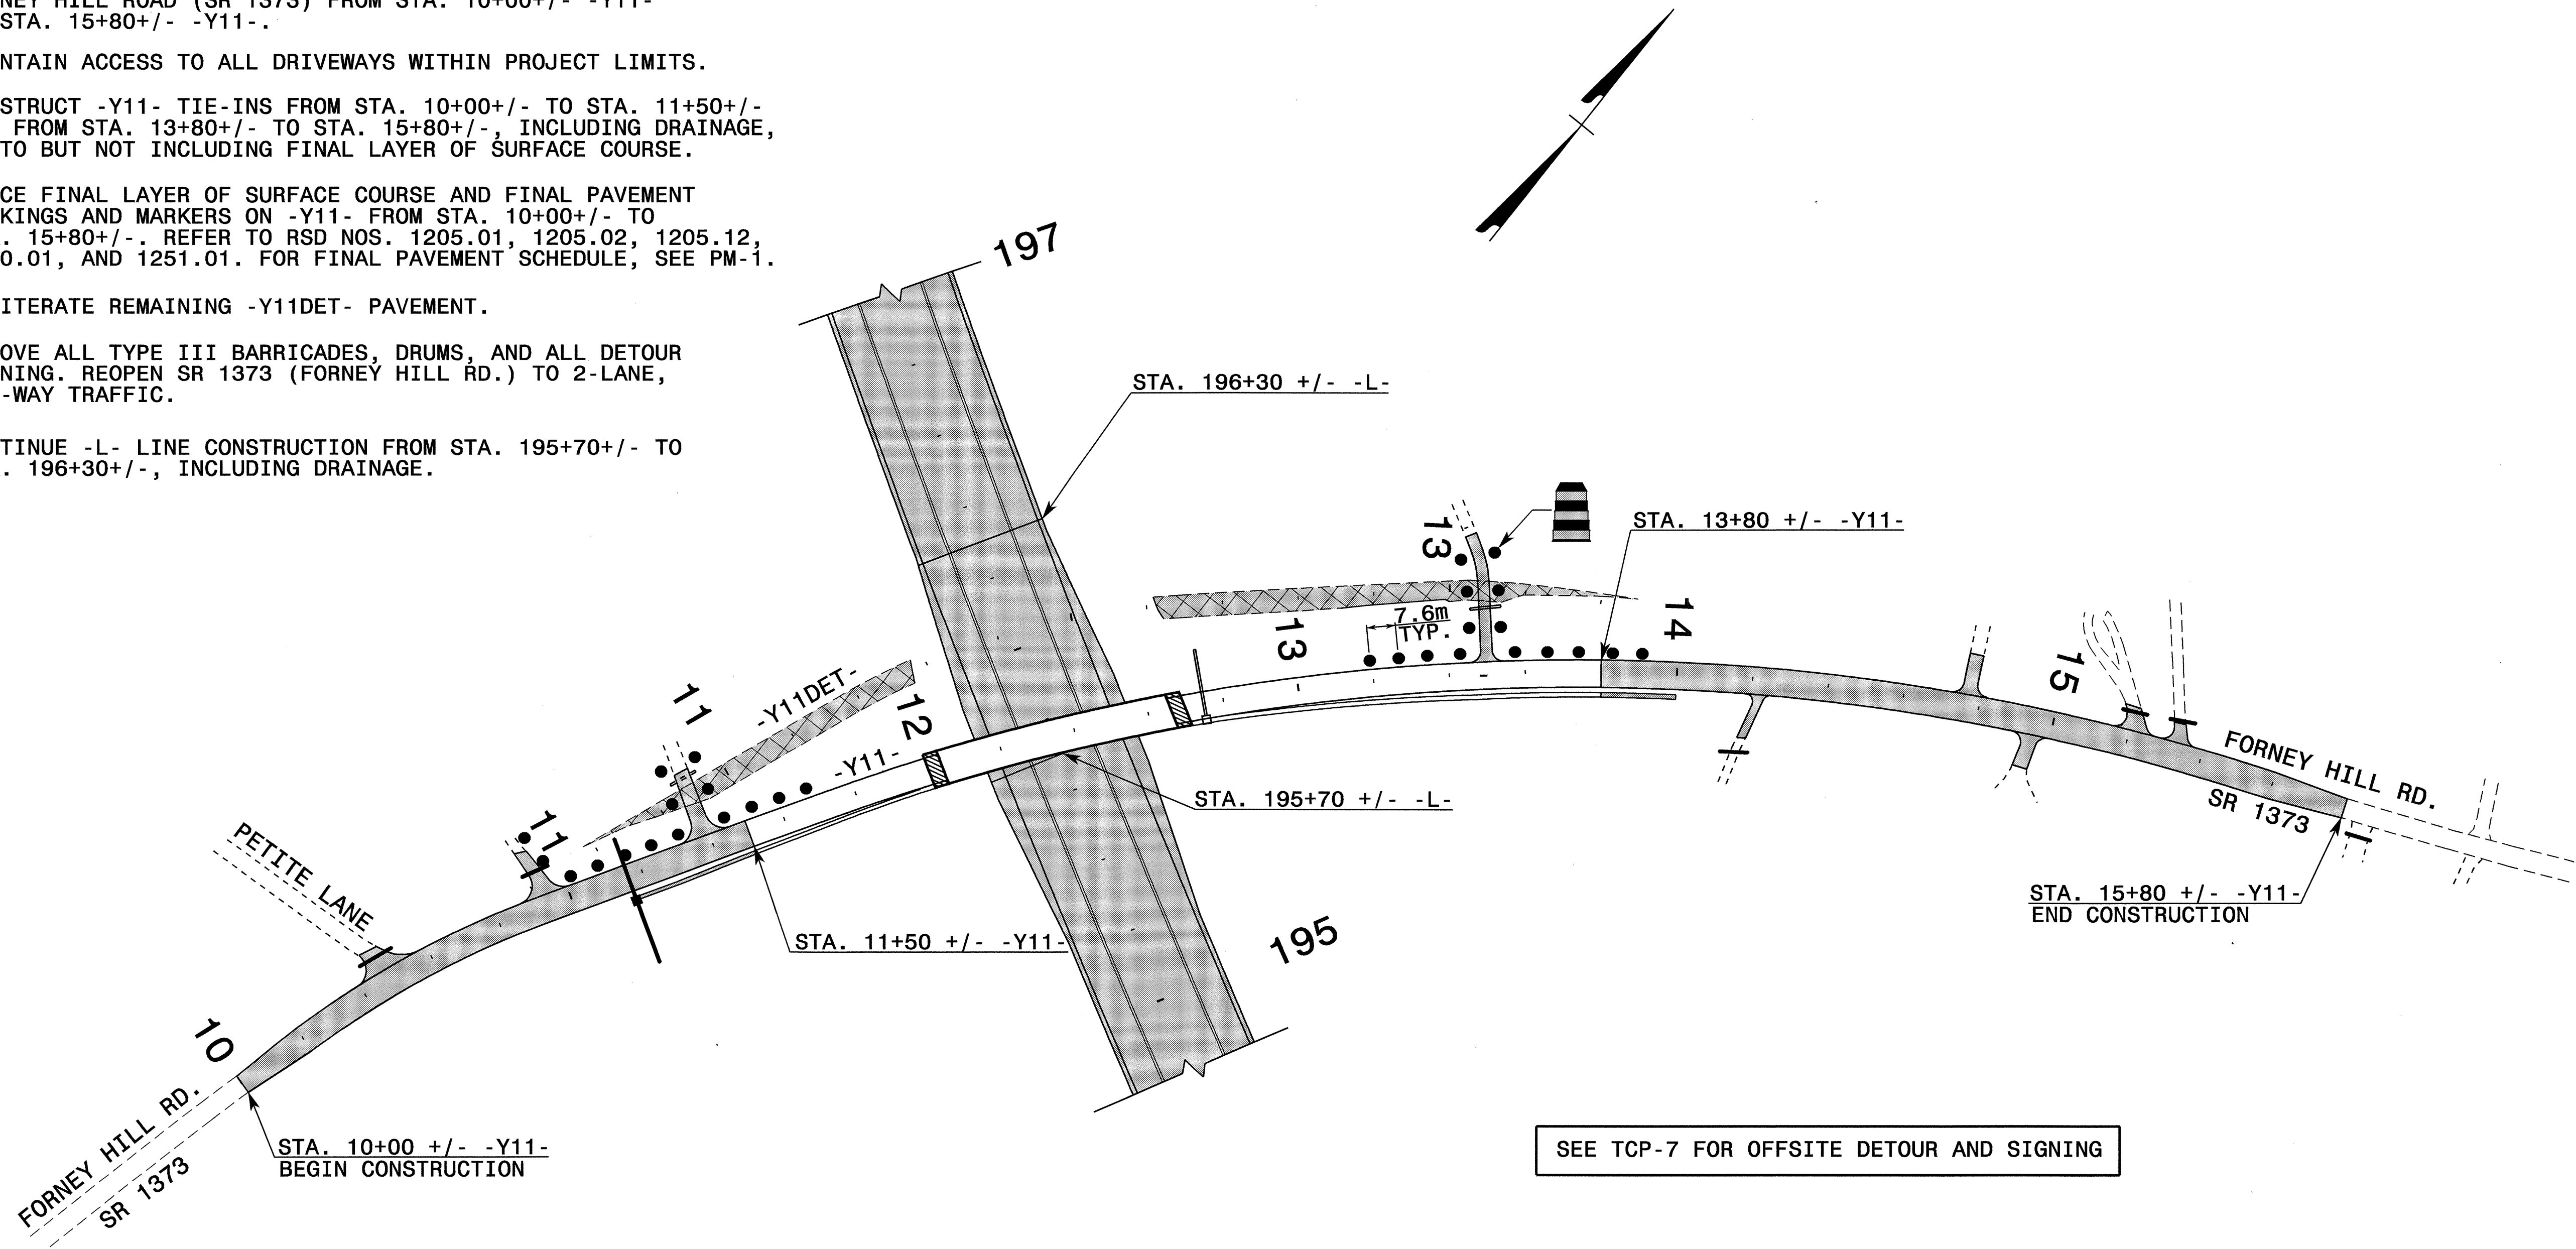 NEY HILL ROAD (SR 1373) FROM STA. 10+00+/- -Y11-
STA. 15+80+/- -Y11-.
NTAIN ACCESS TO ALL DRIVEWAYS WITHIN PROJECT LIMITS.
STRUCT -Y11- TIE-INS FROM STA. 10+00+/- TO STA. 11+50+/-
FROM STA. 13+80+/- TO STA. 15+80+/-, INCLUDING DRAINAGE,
TO BUT NOT INCLUDING FINAL LAYER OF SURFACE COURSE.
CE FINAL LAYER OF SURFACE COURSE AND FINAL PAVEMENT
KINGS AND MARKERS ON -Y11- FROM STA. 10+00+/- TO
. 15+80+/-. REFER TO RSD NOS. 1205.01, 1205.02, 1205.12,
0.01, AND 1251.01. FOR FINAL PAVEMENT SCHEDULE, SEE PM-1.
ITERATE REMAINING -Y11DET- PAVEMENT.
OVE ALL TYPE III BARRICADES, DRUMS, AND ALL DETOUR
NING. REOPEN SR 1373 (FORNEY HILL RD.) TO 2-LANE,
-WAY TRAFFIC.
TINUE -L- LINE CONSTRUCTION FROM STA. 195+70+/- TO
. 196+30+/-, INCLUDING DRAINAGE.
197
STA. 196+30 +/- -L-
13
STA. 13+80 +/- -Y11-
7.6m
TYP.
13
14
15
11
-Y11DET-
12
-Y11-
11
PETITE LANE
FORNEY HILL RD.
SR 1373
STA. 195+70 +/- -L-
STA. 15+80 +/- -Y11-
END CONSTRUCTION
STA. 11+50 +/- -Y11-
195
10
FORNEY HILL RD.
SR 1373
STA. 10+00 +/- -Y11-
BEGIN CONSTRUCTION
SEE TCP-7 FOR OFFSITE DETOUR AND SIGNING